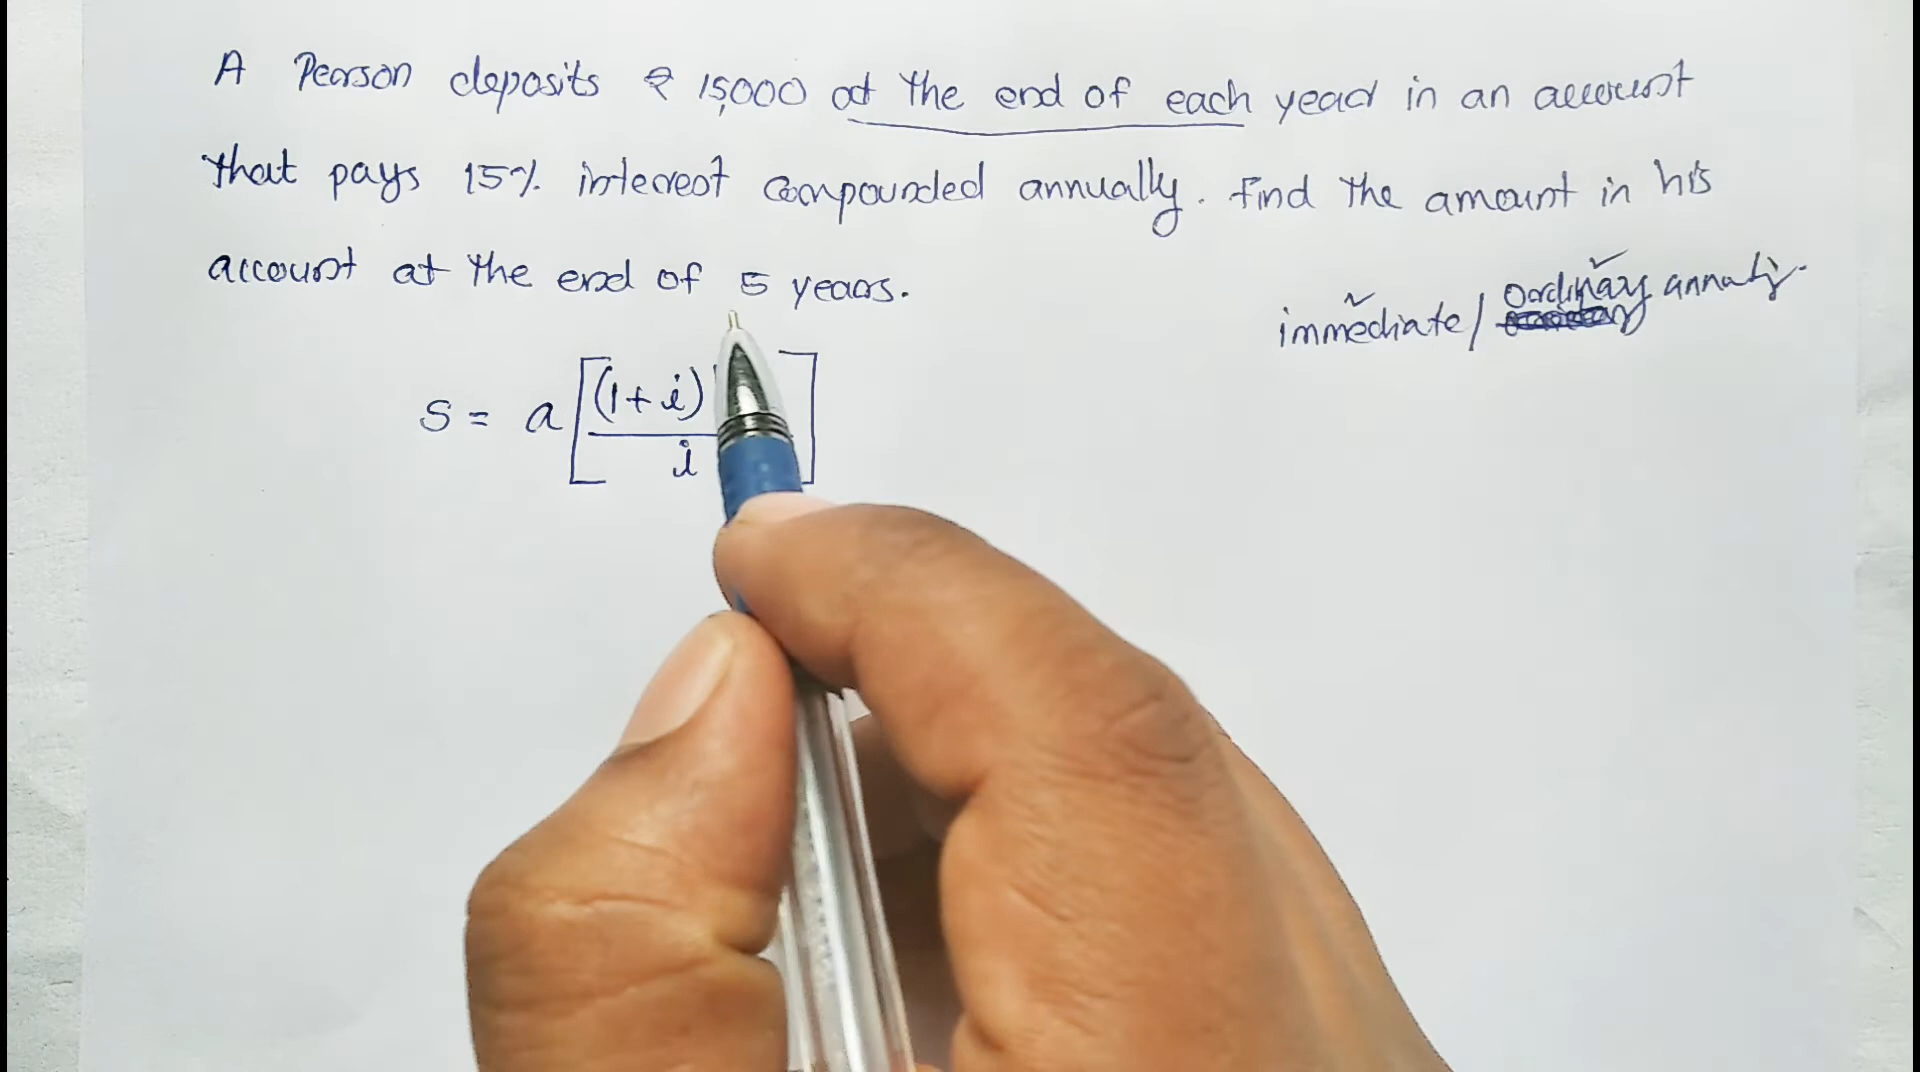 A Person deposits ₹ 15,000 at the end of each year in an account
that pays 15% interest compounded annually. Find the amount in his
account at the end of 5 years.
immediate / Ordinary annuity.
S = a [ (1+i)
i ]